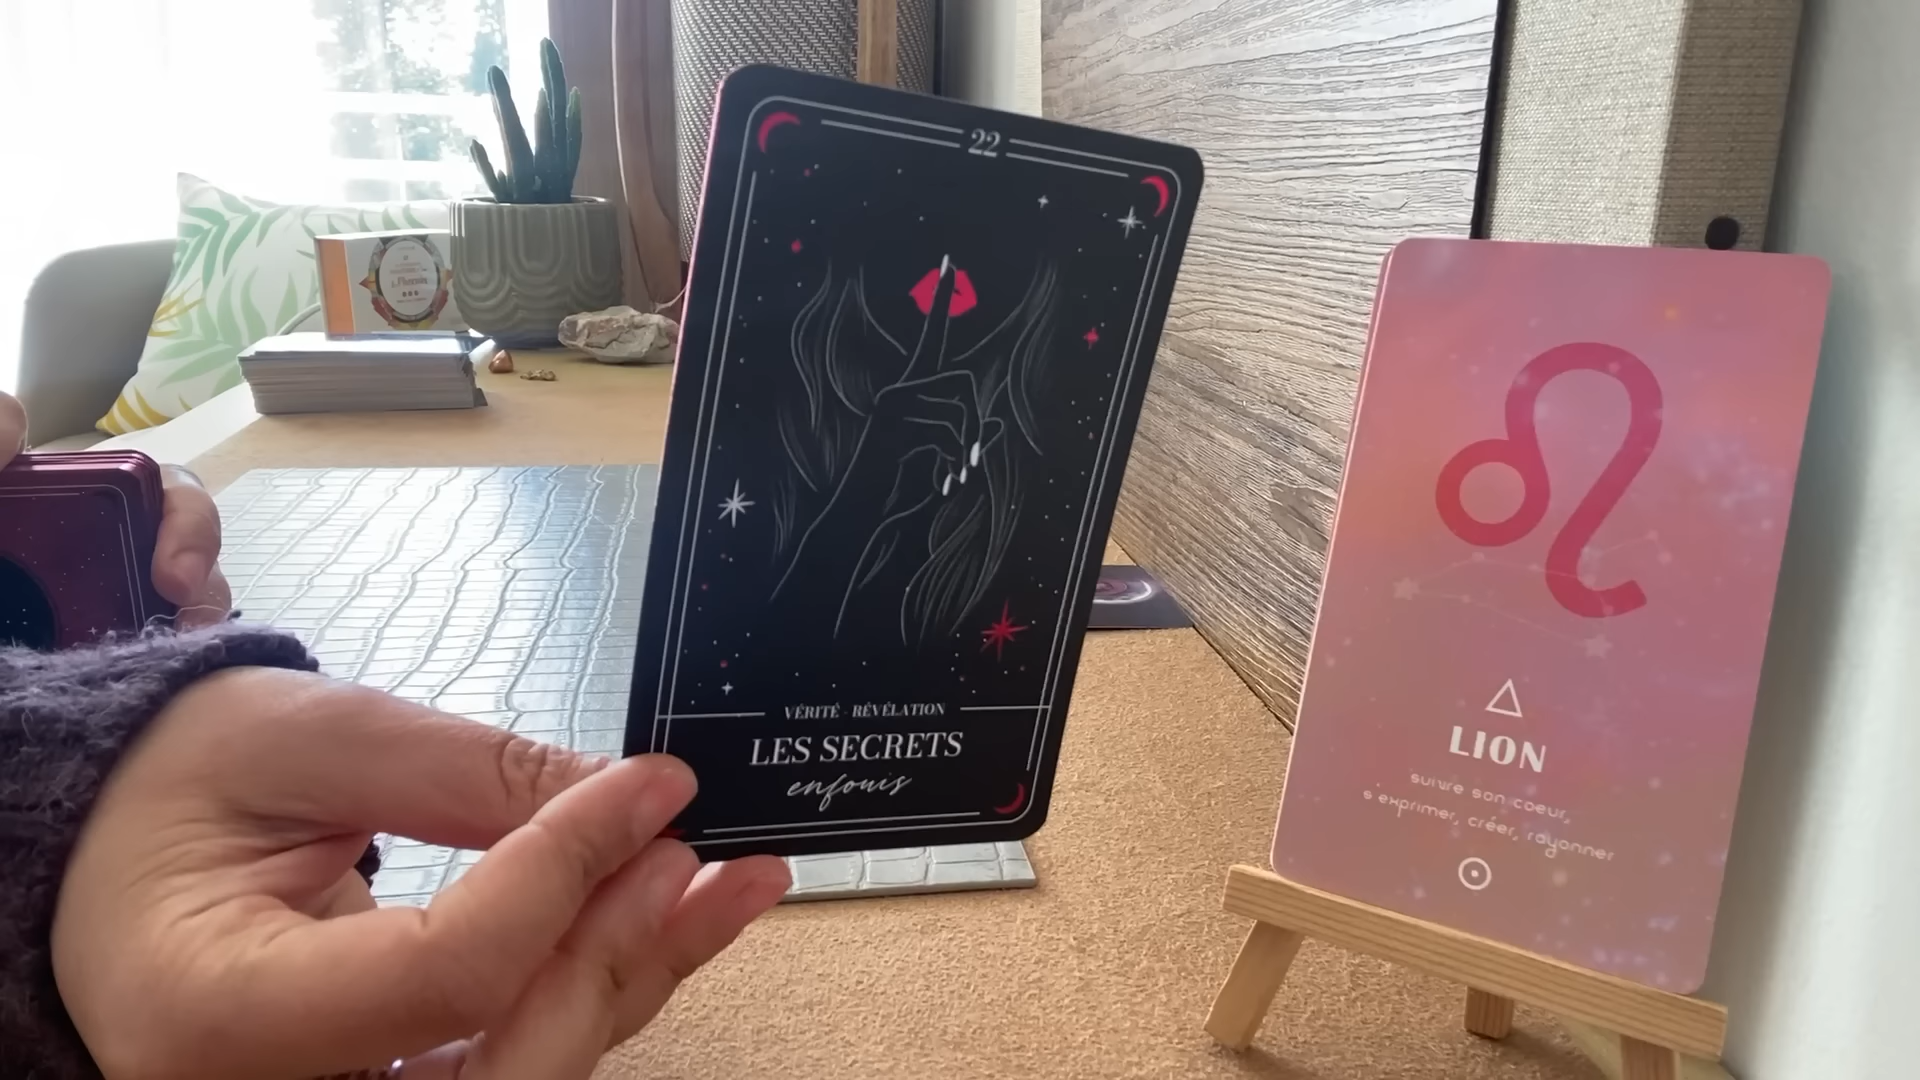 22
VÉRITÉ - RÉVÉLATION
LES SECRETS
enfouis
LION
suivre son coeur,
s'exprimer, créer, rayonner